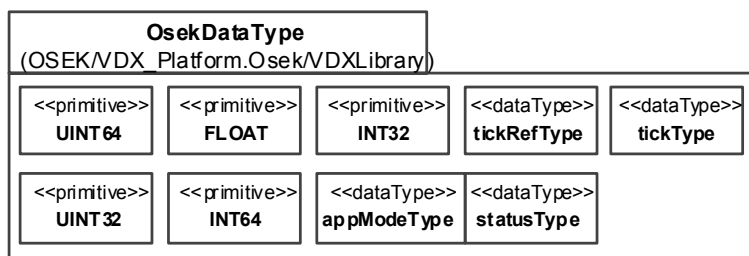 OsekDataType
(OSEK/VDX_Platform.Osek/VDXLibrary)
<<primitive>> <<primitive>> <<primitive>> <<dataType>> <<dataType>>
UINT64 FLOAT INT32 tickRefType tickType
<<primitive>> <<primitive>> <<dataType>> <<dataType>>
UINT32 INT64 appModeType statusType